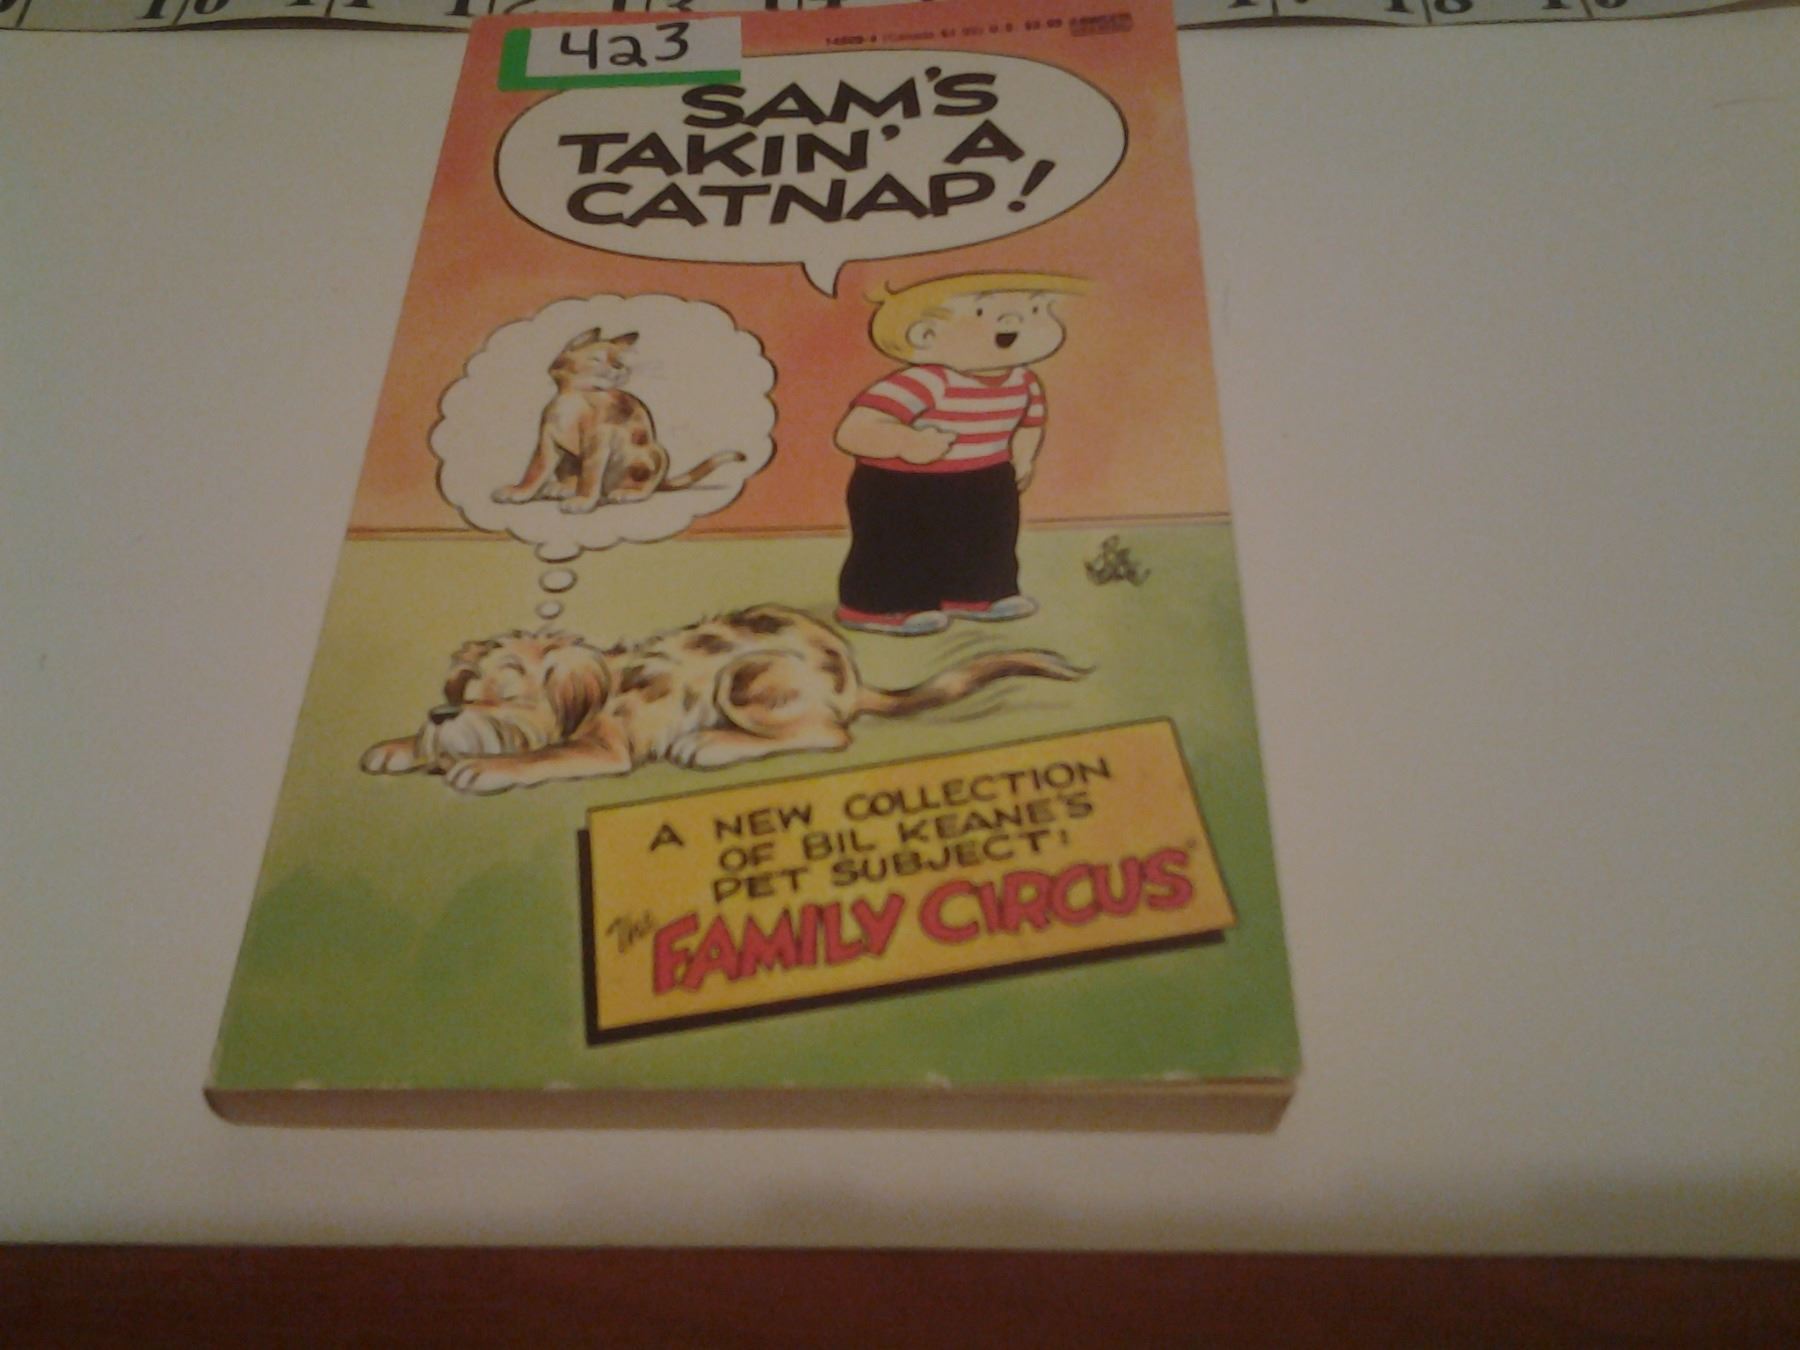 423
SAM'S
TAKIN' A
CATNAP!
A NEW COLLECTION
OF BIL KEANE'S
PET SUBJECT:
The FAMILY CIRCUS